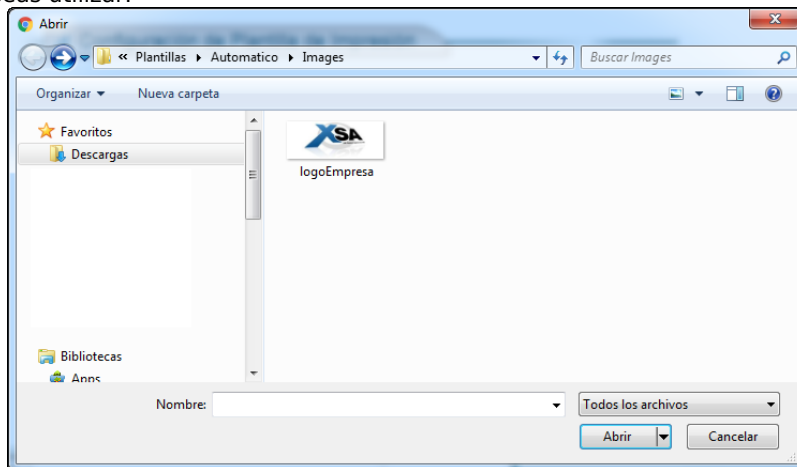 utilizar.
Abrir
« Plantillas Automatico Images
Buscar Images
Organizar Nueva carpeta
Favoritos
Descargas
XSA
logoEmpresa
Bibliotecas
Apps
Nombre:
Todos los archivos
Abrir Cancelar